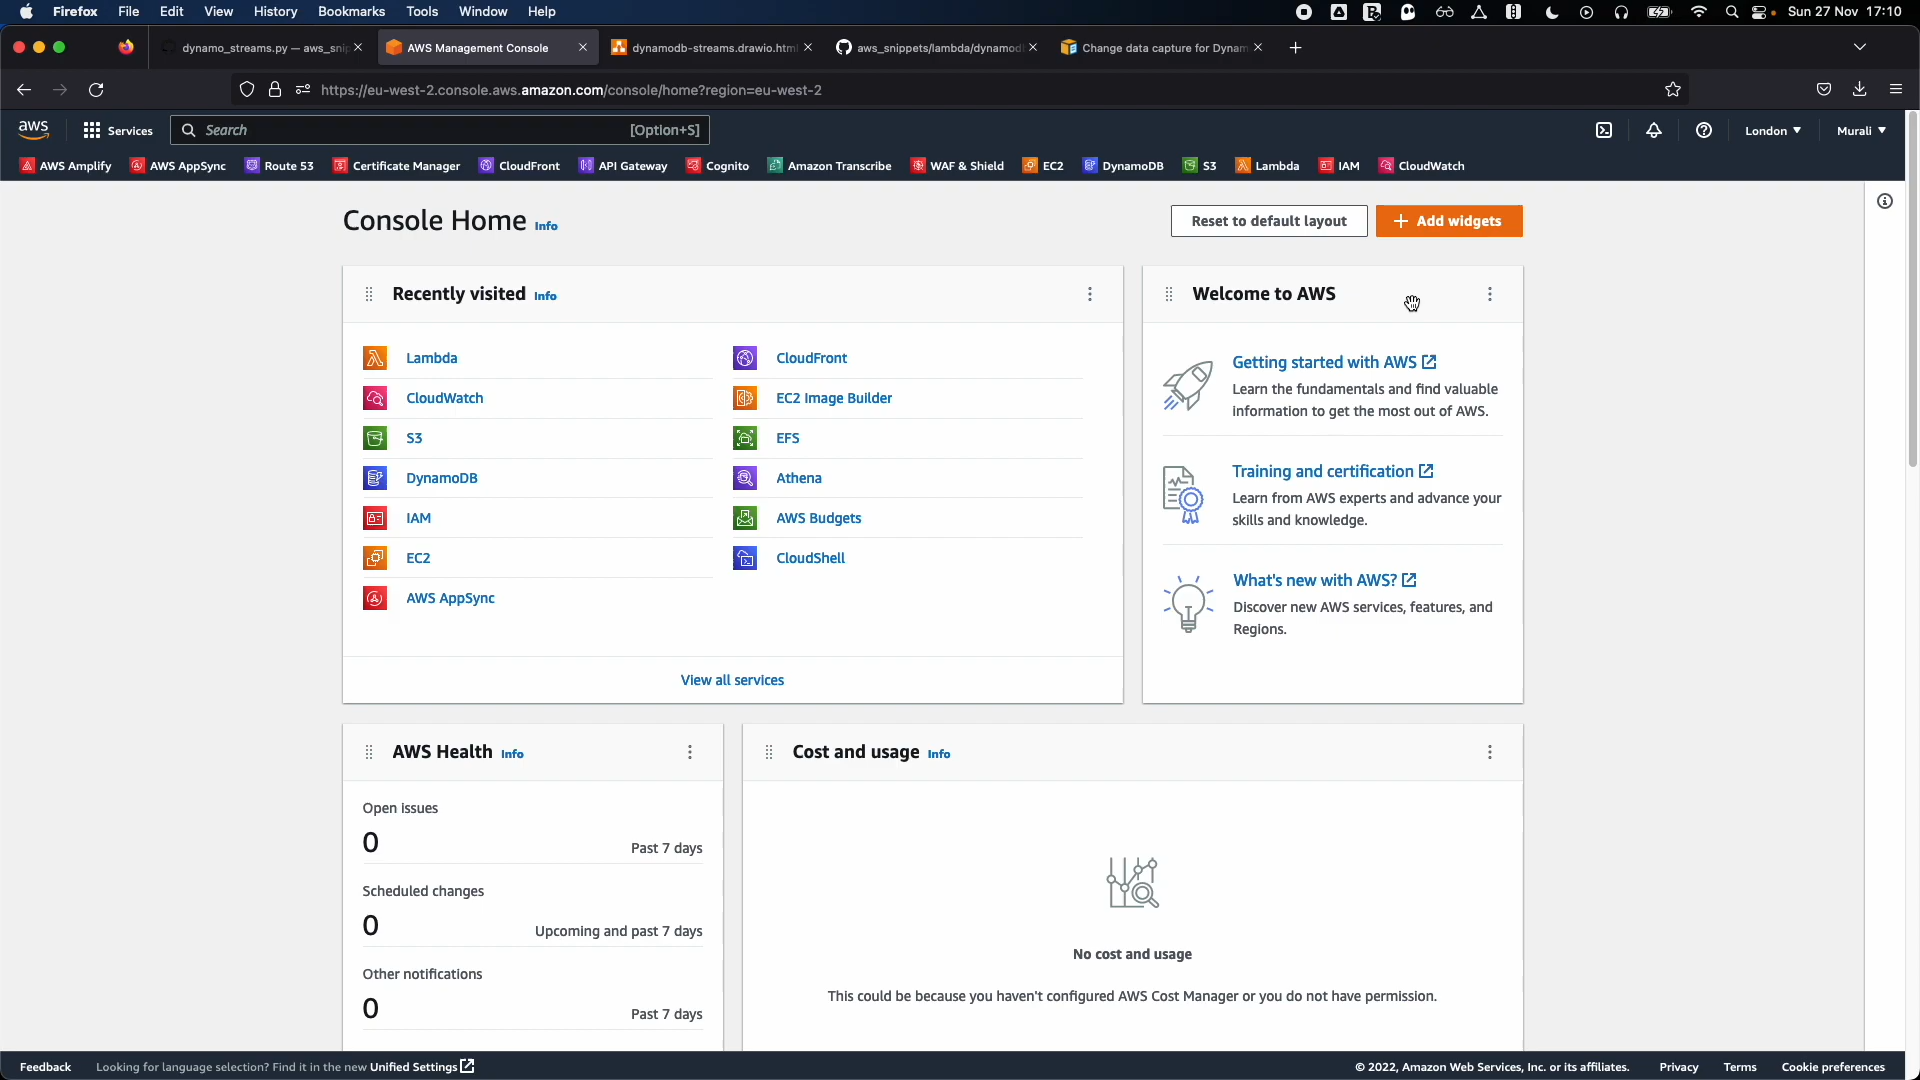 Firefox File Edit View History Bookmarks Tools Window Help Sun 27 Nov 17:10
dynamo_streams.py — aws_snip AWS Management Console dynamodb-streams.drawio.html aws_snippets/lambda/dynamodb Change data capture for Dynam
https://eu-west-2.console.aws.amazon.com/console/home?region=eu-west-2
aws Services Search [Option+S] London Murali
AWS Amplify AWS AppSync Route 53 Certificate Manager CloudFront API Gateway Cognito Amazon Transcribe WAF & Shield EC2 DynamoDB S3 Lambda IAM CloudWatch
Console Home Info
Reset to default layout
+ Add widgets
Recently visited Info
Lambda
CloudWatch
S3
DynamoDB
IAM
EC2
AWS AppSync
CloudFront
EC2 Image Builder
EFS
Athena
AWS Budgets
CloudShell
View all services
Welcome to AWS
Getting started with AWS
Learn the fundamentals and find valuable
information to get the most out of AWS.
Training and certification
Learn from AWS experts and advance your
skills and knowledge.
What's new with AWS?
Discover new AWS services, features, and
Regions.
AWS Health Info
Open issues
0 Past 7 days
Scheduled changes
0 Upcoming and past 7 days
Other notifications
0 Past 7 days
Cost and usage Info
No cost and usage
This could be because you haven't configured AWS Cost Manager or you do not have permission.
Feedback Looking for language selection? Find it in the new Unified Settings © 2022, Amazon Web Services, Inc. or its affiliates. Privacy Terms Cookie preferences